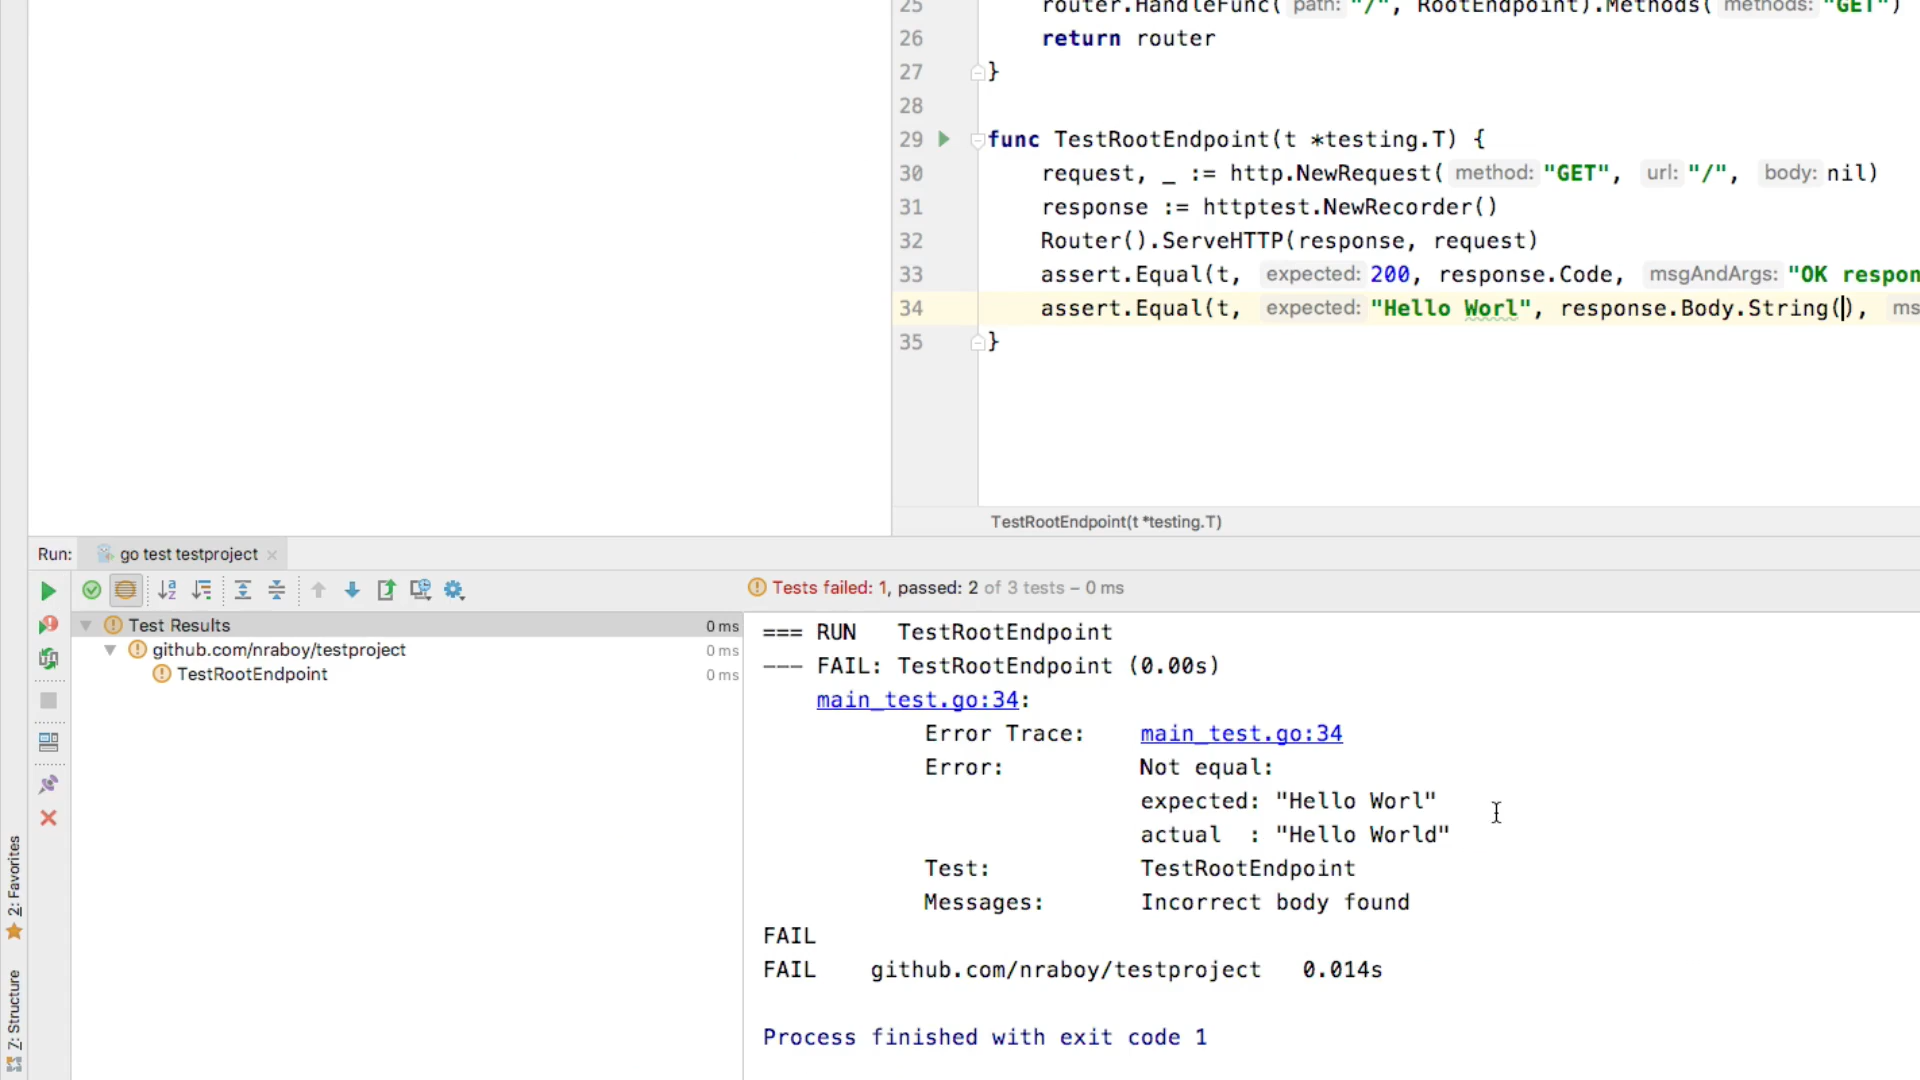 25 router.HandleFunc( path: "/", RootEndpoint).Methods( methods: "GET")
26 return router
27 }
28
29 func TestRootEndpoint(t *testing.T) {
30 request, _ := http.NewRequest( method: "GET", url: "/", body: nil)
31 response := httptest.NewRecorder()
32 Router().ServeHTTP(response, request)
33 assert.Equal(t, expected: 200, response.Code, msgAndArgs: "OK respon
34 assert.Equal(t, expected: "Hello Worl", response.Body.String(), ms
35 }
TestRootEndpoint(t *testing.T)
Run: go test testproject
Tests failed: 1, passed: 2 of 3 tests – 0 ms
Test Results 0 ms
github.com/nraboy/testproject 0 ms
TestRootEndpoint 0 ms
=== RUN TestRootEndpoint
--- FAIL: TestRootEndpoint (0.00s)
main_test.go:34:
Error Trace: main_test.go:34
Error: Not equal:
expected: "Hello Worl"
actual : "Hello World"
Test: TestRootEndpoint
Messages: Incorrect body found
FAIL
FAIL github.com/nraboy/testproject 0.014s
Process finished with exit code 1
2: Favorites
7: Structure